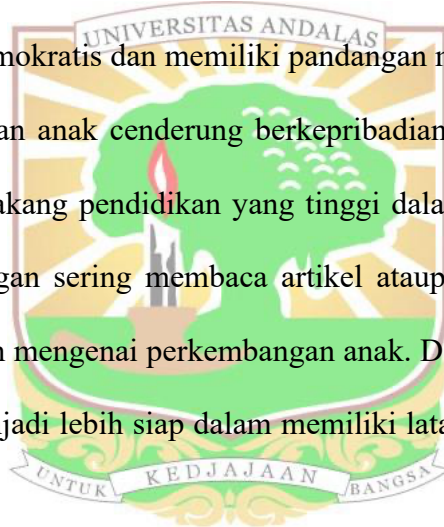 UNIVERSITAS ANDALAS
mokratis dan memiliki pandangan
an anak cenderung berkepribadian
akang pendidikan yang tinggi
gan sering membaca artikel ataup
mengenai perkembangan anak. D
jadi lebih siap dalam memiliki lata
UNTUK KEDJAJAAN BANGSA